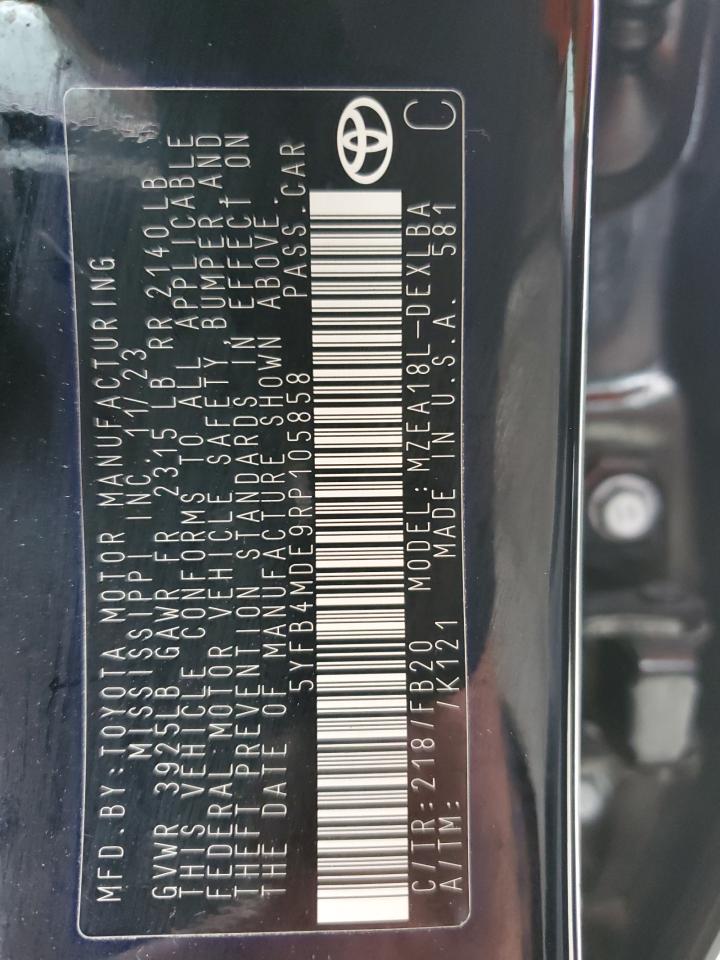 MFD.BY:TOYOTA MOTOR MANUFACTURING
MISSISSIPPI INC. 11/23
GVWR 3925LB GAWR FR 2315 LB RR 2140LB
THIS VEHICLE CONFORMS TO ALL APPLICABLE
FEDERAL MOTOR VEHICLE SAFETY, BUMPER, AND
THEFT PREVENTION STANDARDS IN EFFECT ON
THE DATE OF MANUFACTURE SHOWN ABOVE.
5YFB4MDE9RP105858 PASS.CAR
C/TR:218/FB20 MODEL:MZEA18L-DEXLBA
A/TM: /K121 MADE IN U.S.A. 581
C